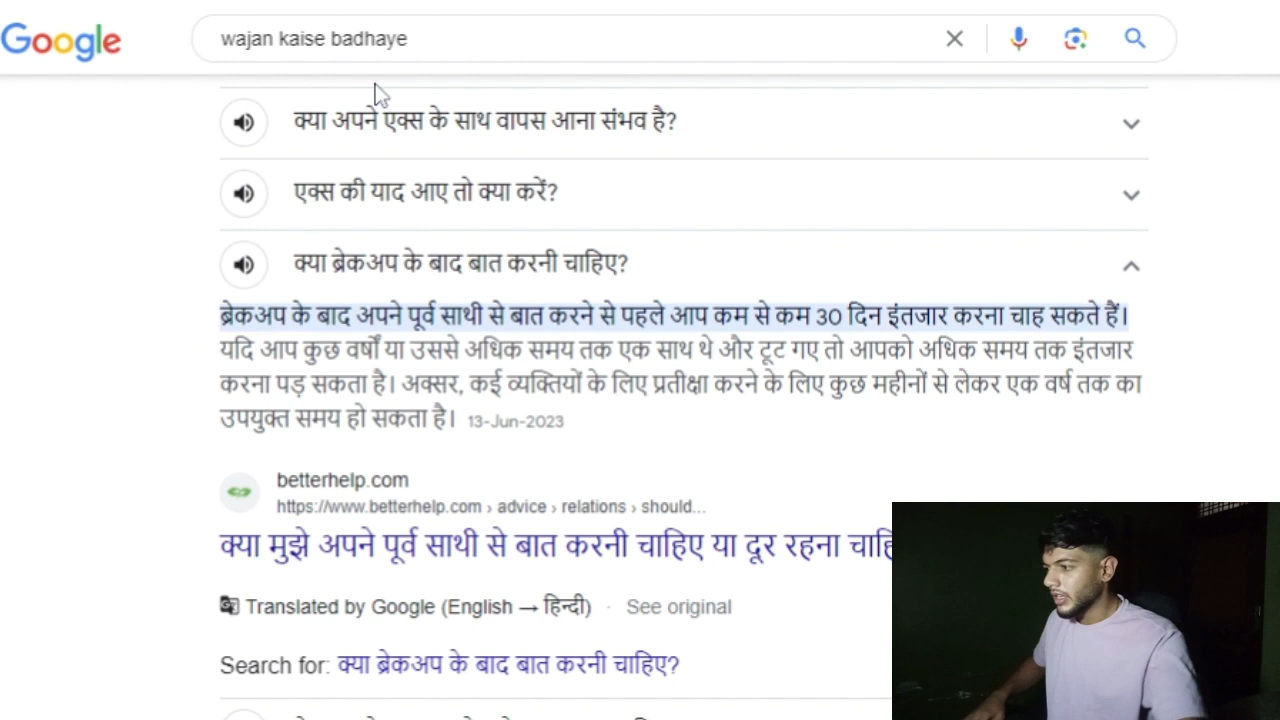 Google
wajan kaise badhaye
क्या अपने एक्स के साथ वापस आना संभव है?
एक्स की याद आए तो क्या करें?
क्या ब्रेकअप के बाद बात करनी चाहिए?
ब्रेकअप के बाद अपने पूर्व साथी से बात करने से पहले आप कम से कम 30 दिन इंतजार करना चाह सकते हैं।
यदि आप कुछ वर्षों या उससे अधिक समय तक एक साथ थे और टूट गए तो आपको अधिक समय तक इंतजार
करना पड़ सकता है। अक्सर, कई व्यक्तियों के लिए प्रतीक्षा करने के लिए कुछ महीनों से लेकर एक वर्ष तक का
उपयुक्त समय हो सकता है। 13-Jun-2023
betterhelp.com
https://www.betterhelp.com › advice › relations › should...
क्या मुझे अपने पूर्व साथी से बात करनी चाहिए या दूर रहना
Translated by Google (English → हिन्दी) · See original
Search for: क्या ब्रेकअप के बाद बात करनी चाहिए?